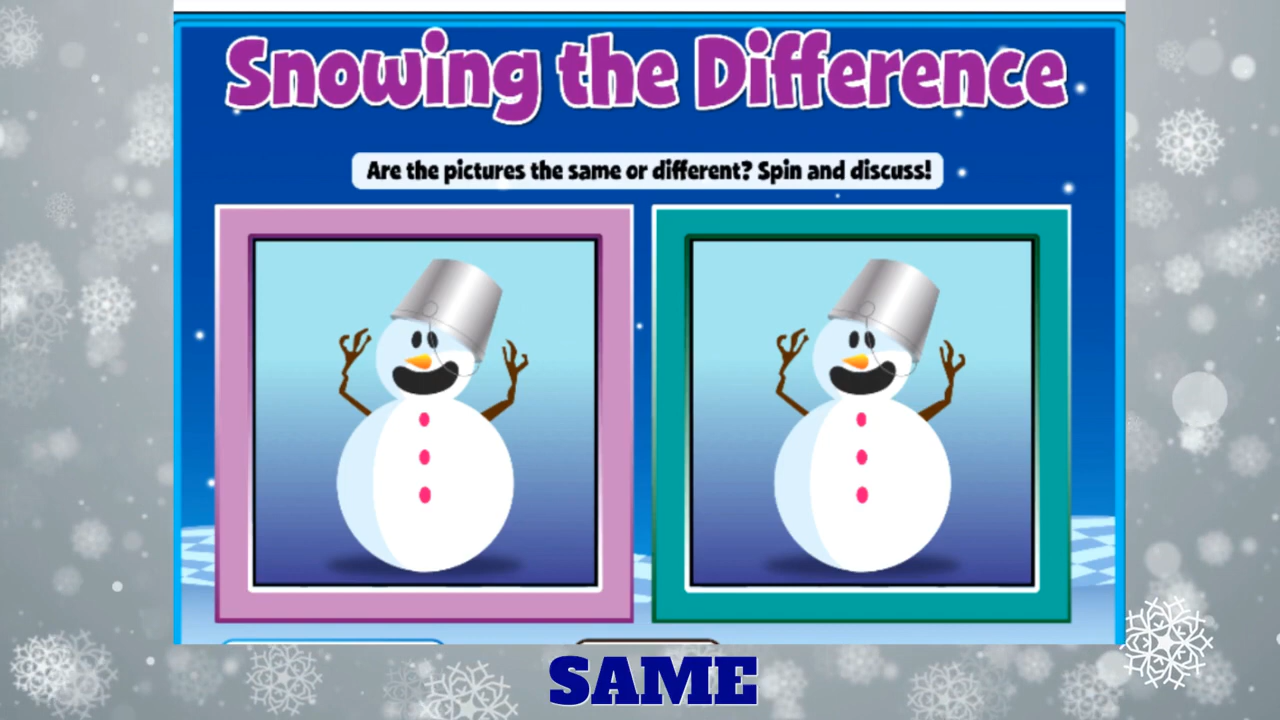 Snowing the Difference
Are the pictures the same or different? Spin and discuss!
SAME